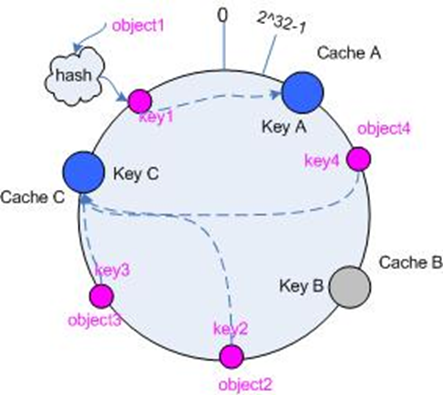 0
2^32-1
object1
Cache A
hash
key1
Key A
object4
key4
Key C
Cache C
Cache B
Key B
key3
object3
key2
object2